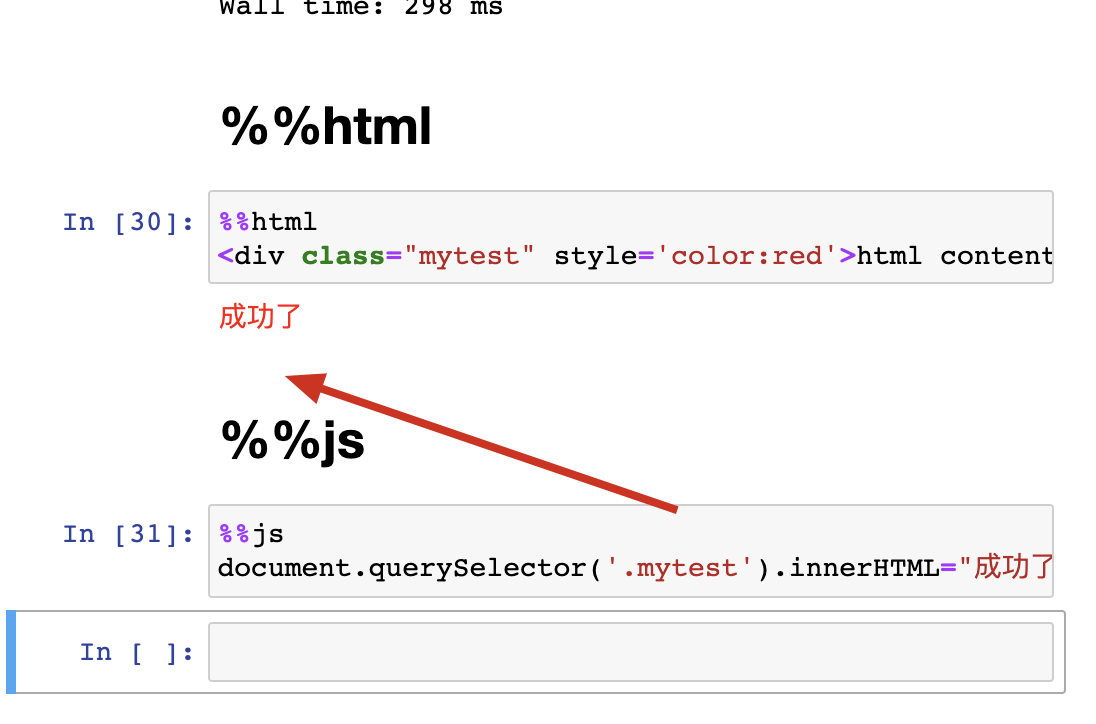 Wall time: 298 ms
%%html
In [30]:
%%html
<div class="mytest" style='color:red'>html content
成功了
%%js
In [31]:
%%js
document.querySelector('.mytest').innerHTML="成功了
In [ ]: